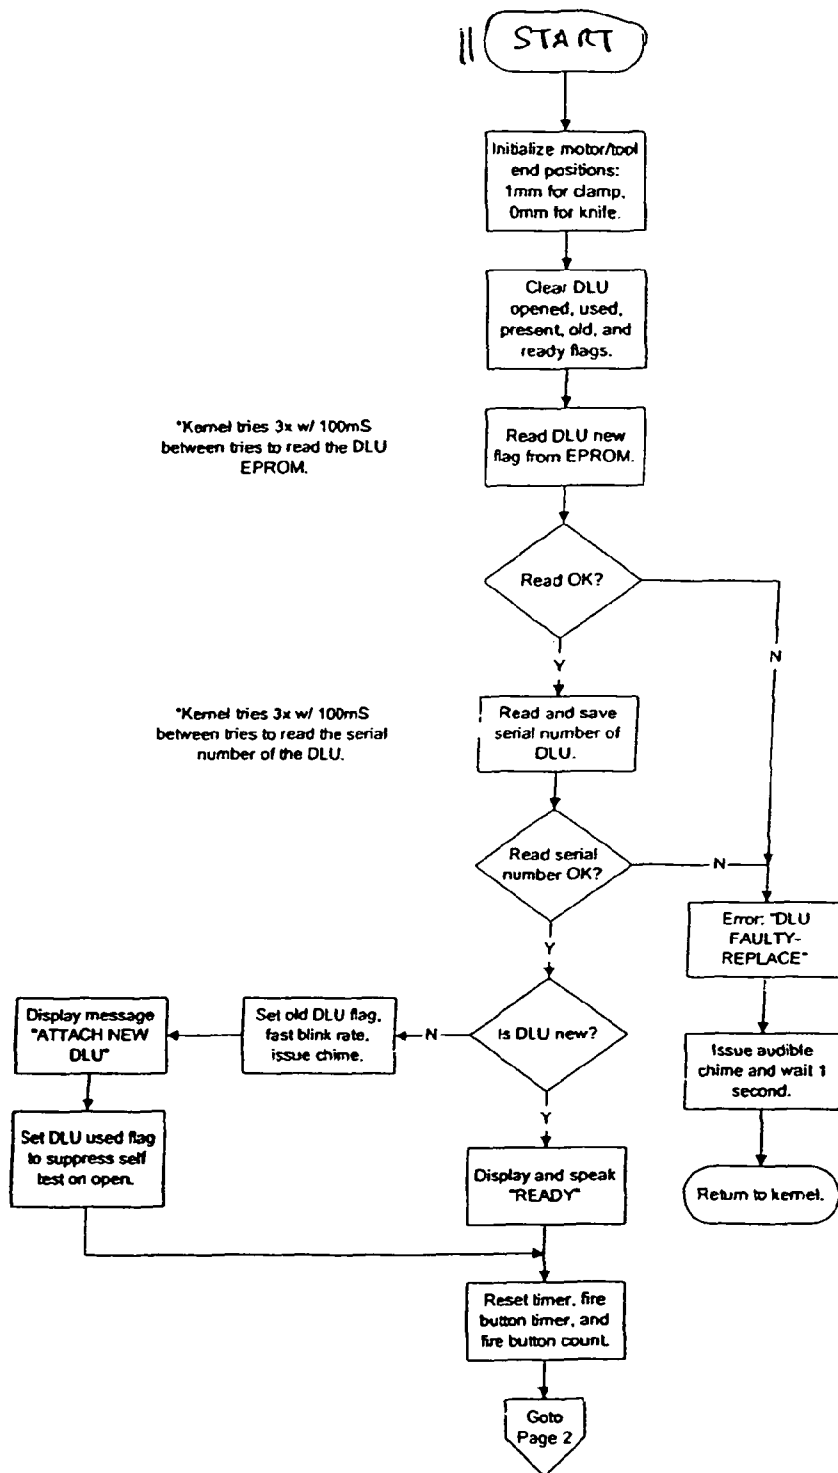 START
Initialize motor/tool
end positions:
1mm for clamp,
0mm for knife.
Clear DLU
opened, used,
present, old, and
ready flags.
*Kernel tries 3x w/ 100mS
between tries to read the DLU
EPROM.
Read DLU new
flag from EPROM.
Read OK?
N
Y
*Kernel tries 3x w/ 100mS
between tries to read the serial
number of the DLU.
Read and save
serial number of
DLU.
Read serial
number OK?
N
Y
Error: "DLU
FAULTY-
REPLACE"
Display message
"ATTACH NEW
DLU"
Set old DLU flag,
fast blink rate,
issue chime.
N
Is DLU new?
Issue audible
chime and wait 1
second.
Y
Set DLU used flag
to suppress self
test on open.
Display and speak
"READY"
Return to kernel.
Reset timer, fire
button timer, and
fire button count.
Goto
Page 2